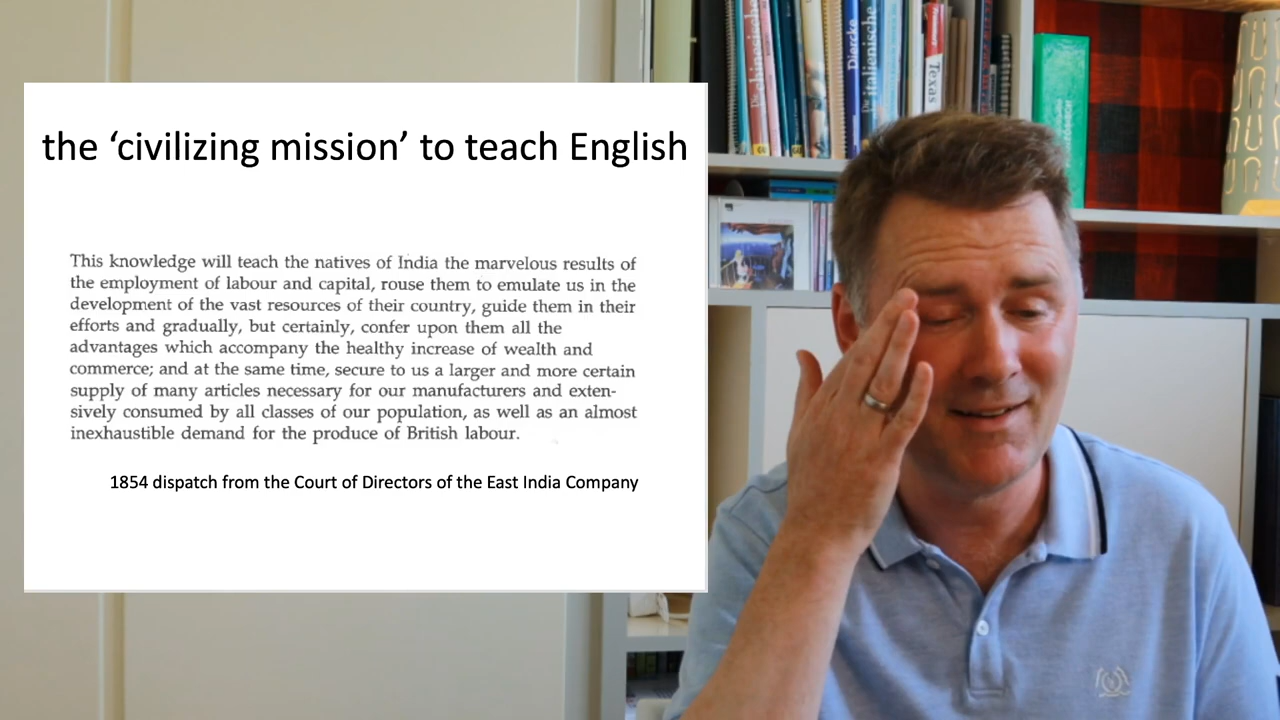 the ‘civilizing mission’ to teach English
This knowledge will teach the natives of India the marvelous results of
the employment of labour and capital, rouse them to emulate us in the
development of the vast resources of their country, guide them in their
efforts and gradually, but certainly, confer upon them all the
advantages which accompany the healthy increase of wealth and
commerce; and at the same time, secure to us a larger and more certain
supply of many articles necessary for our manufacturers and exten-
sively consumed by all classes of our population, as well as an almost
inexhaustible demand for the produce of British labour.
1854 dispatch from the Court of Directors of the East India Company
Die chinesische
Diercke
Die italienische
Texas